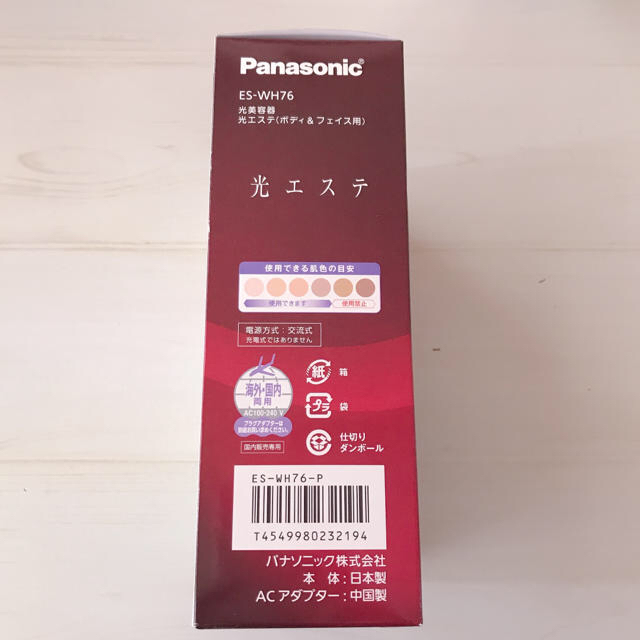 Panasonic®
ES-WH76
光美容器
光エステ(ボディ&フェイス用)
光エステ
使用できる肌色の目安
使用できます
使用禁止
電源方式:交流式
充電式ではありません
海外・国内
両用
AC100-240 V
プラグアダプターは
別途お買い求めください。
国内販売専用
紙 箱
プラ 袋
仕切り
ダンボール
ES-WH76-P
T4549980232194
パナソニック株式会社
本 体:日本製
ACアダプター:中国製